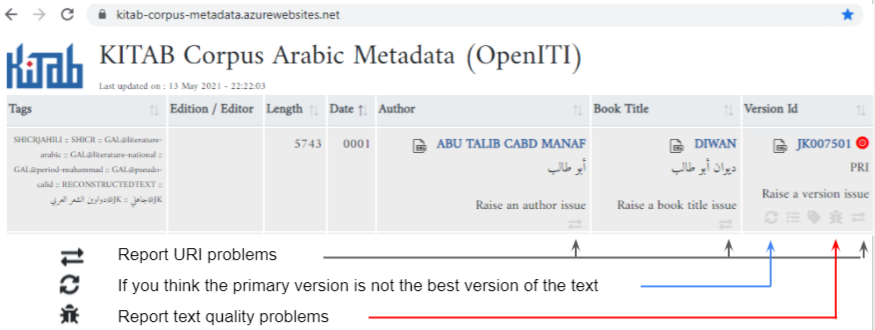 kitab-corpus-metadata.azurewebsites.net
KITAB Corpus Arabic Metadata (OpenITI)
Kitab
Last updated on : 13 May 2021 - 22:22:03
Tags Edition / Editor Length Date Author Book Title Version Id
SHICRJAHILI :: SHICR :: GAL@literature-
arabic :: GAL@literature-national ::
GAL@period-muhammad :: GAL@pseudo-
calid :: RECONSTRUCTEDTEXT ::
JK@جاهلي :: JK@دواوين الشعر العربي
5743 0001 ABU TALIB CABD MANAF DIWAN JK007501
أبو طالب ديوان أبو طالب PRI
Raise an author issue Raise a book title issue Raise a version issue
Report URI problems
If you think the primary version is not the best version of the text
Report text quality problems